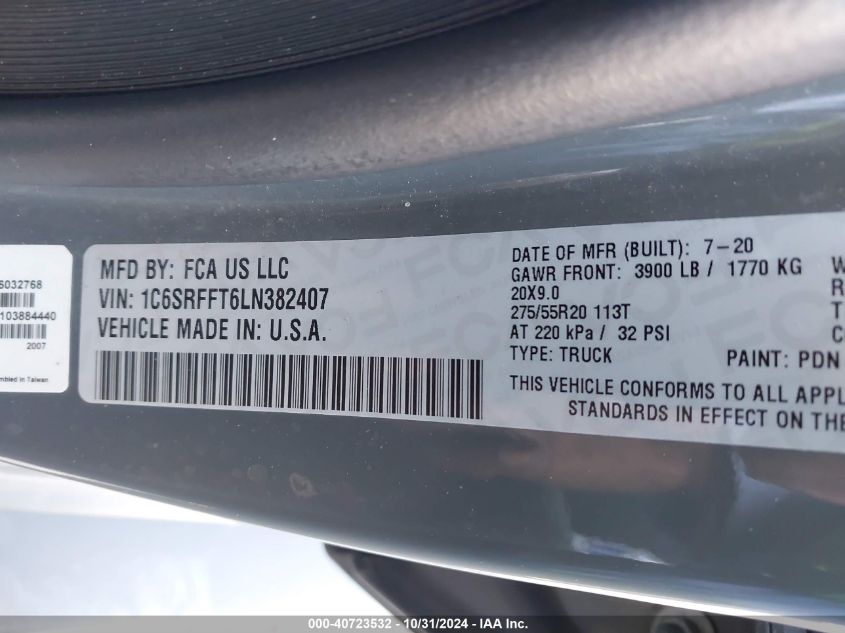 6032768
103884440
2007
mbled in Taiwan
MFD BY: FCA US LLC
VIN: 1C6SRFFT6LN382407
VEHICLE MADE IN: U.S.A.
DATE OF MFR (BUILT): 7-20
GAWR FRONT: 3900 LB / 1770 KG
20X9.0
275/55R20 113T
AT 220 kPa / 32 PSI
TYPE: TRUCK PAINT: PDN
THIS VEHICLE CONFORMS TO ALL APPL
STANDARDS IN EFFECT ON THE
W
R
T
C
000-40723532 - 10/31/2024 - IAA Inc.